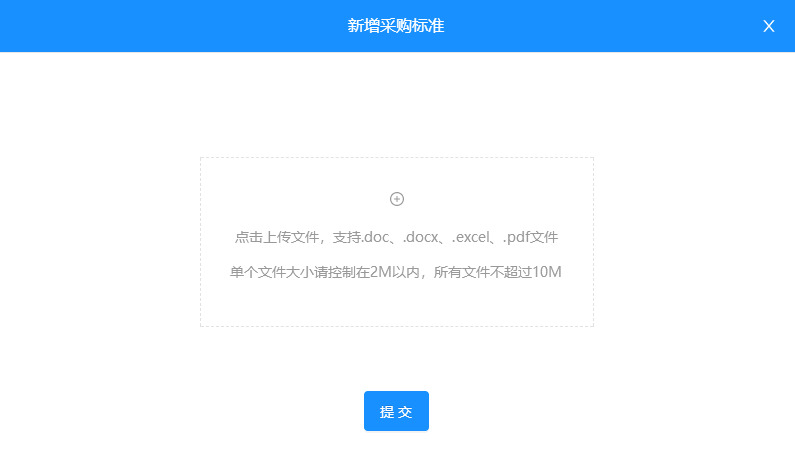 新增采购标准
点击上传文件，支持.doc、.docx、.excel、.pdf文件
单个文件大小请控制在2M以内，所有文件不超过10M
提 交